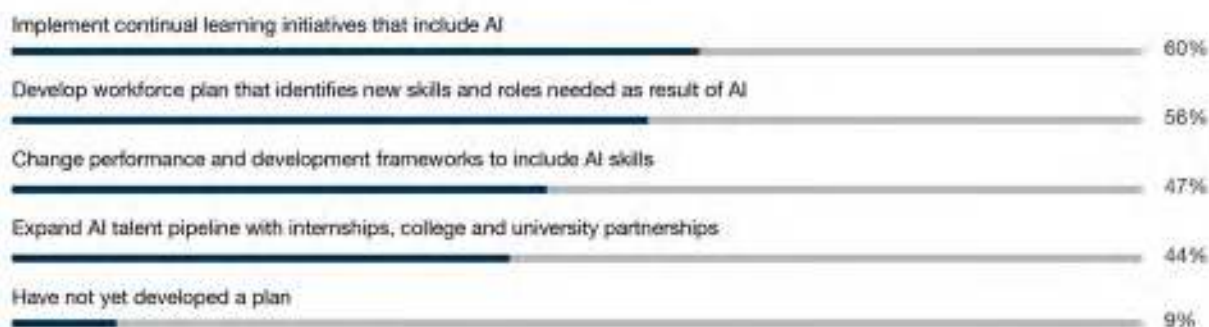 Implement continual learning initiatives that include AI
60%
Develop workforce plan that identifies new skills and roles needed as result of AI
56%
Change performance and development frameworks to include AI skills
47%
Expand AI talent pipeline with internships, college and university partnerships
44%
Have not yet developed a plan
9%